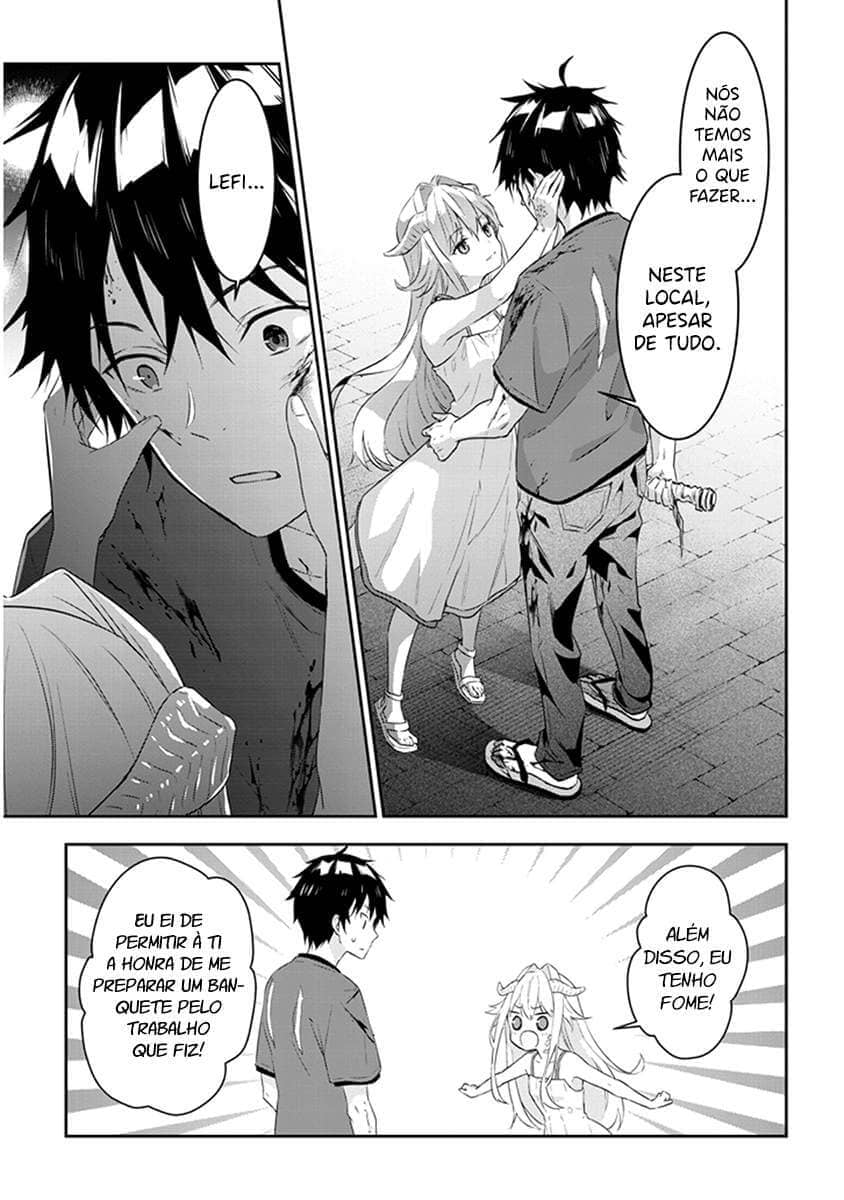 NÓS
NÃO
TEMOS
MAIS
O QUE
FAZER...
NESTE
LOCAL,
APESAR
DE TUDO.
LEFI...
ALÉM
DISSO, EU
TENHO
FOME!
EU EI DE
PERMITIR À TI
A HONRA DE ME
PREPARAR UM BAN-
QUETE PELO
TRABALHO
QUE FIZ!